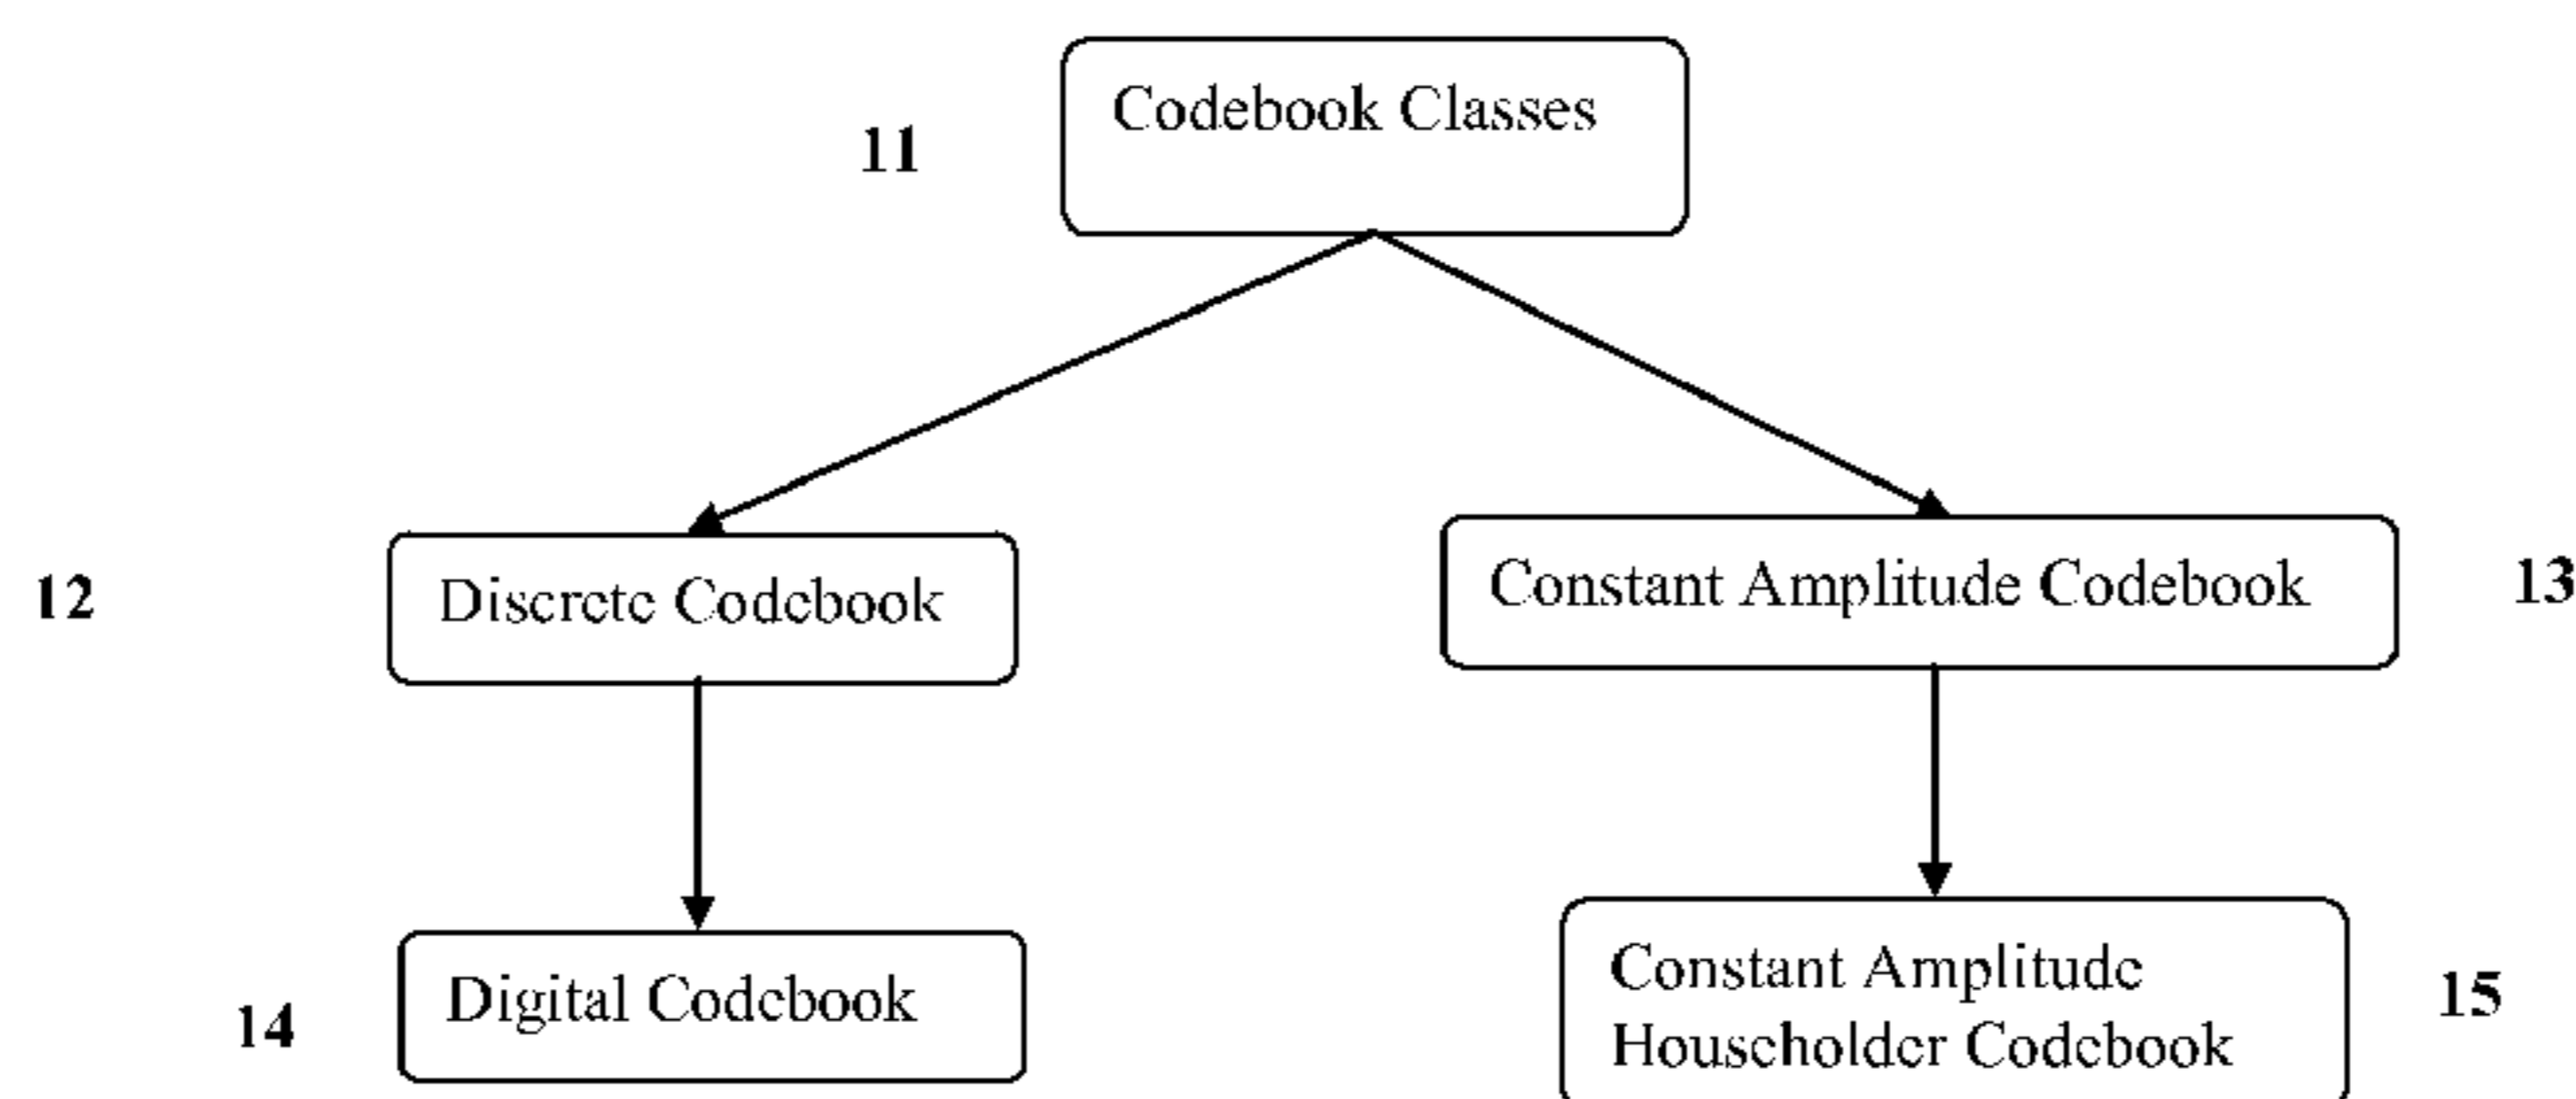 Codebook Classes
11
12
Discrete Codebook
Constant Amplitude Codebook
13
14
Digital Codebook
Constant Amplitude
Householder Codebook
15